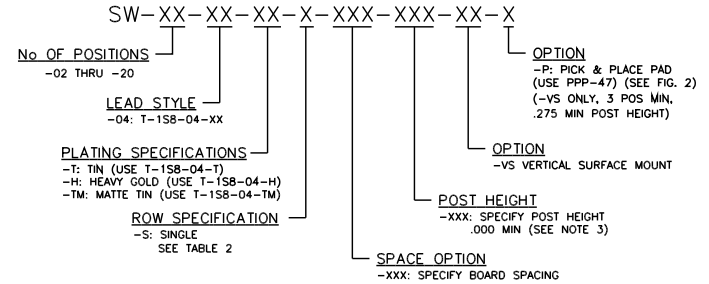 SW-XX-XX-XX-X-XXX-XXX-XX-X
No OF POSITIONS
-02 THRU -20
LEAD STYLE
-04: T-1S8-04-XX
PLATING SPECIFICATIONS
-T: TIN (USE T-1S8-04-T)
-H: HEAVY GOLD (USE T-1S8-04-H)
-TM: MATTE TIN (USE T-1S8-04-TM)
ROW SPECIFICATION
-S: SINGLE
SEE TABLE 2
OPTION
-P: PICK & PLACE PAD
(USE PPP-47) (SEE FIG. 2)
(-VS ONLY, 3 POS MIN,
.275 MIN POST HEIGHT)
OPTION
-VS VERTICAL SURFACE MOUNT
POST HEIGHT
-XXX: SPECIFY POST HEIGHT
.000 MIN (SEE NOTE 3)
SPACE OPTION
-XXX: SPECIFY BOARD SPACING